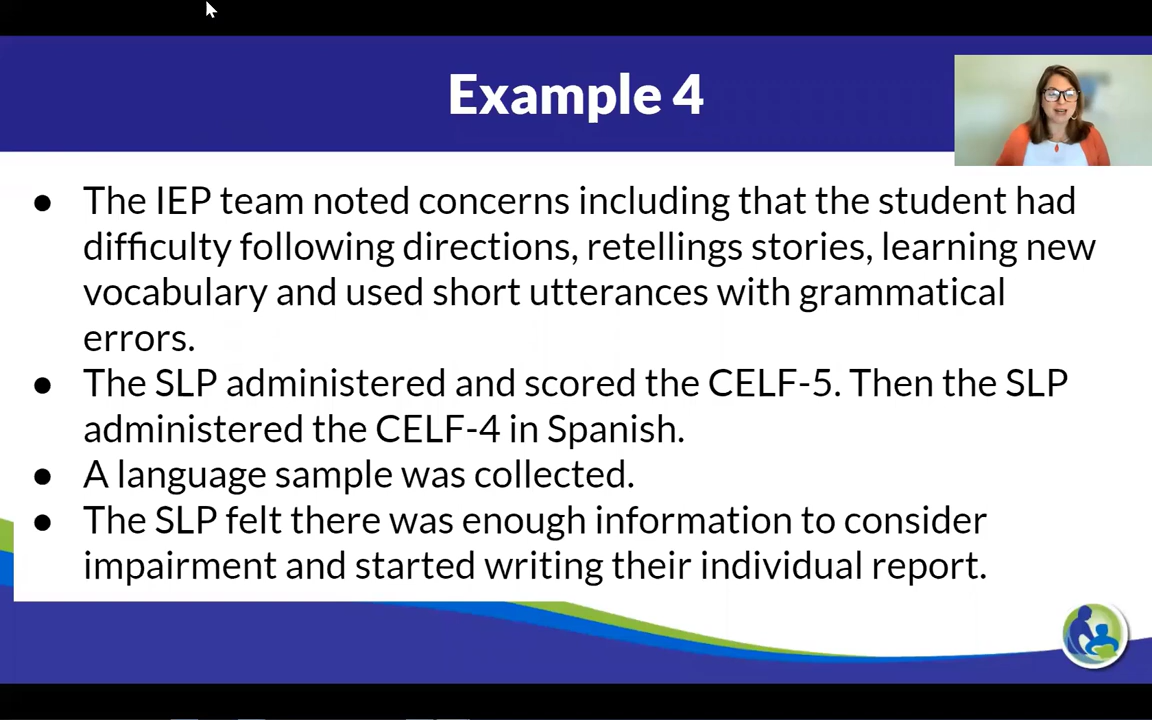 Example 4
● The IEP team noted concerns including that the student had
difficulty following directions, retellings stories, learning new
vocabulary and used short utterances with grammatical
errors.
● The SLP administered and scored the CELF-5. Then the SLP
administered the CELF-4 in Spanish.
● A language sample was collected.
● The SLP felt there was enough information to consider
impairment and started writing their individual report.